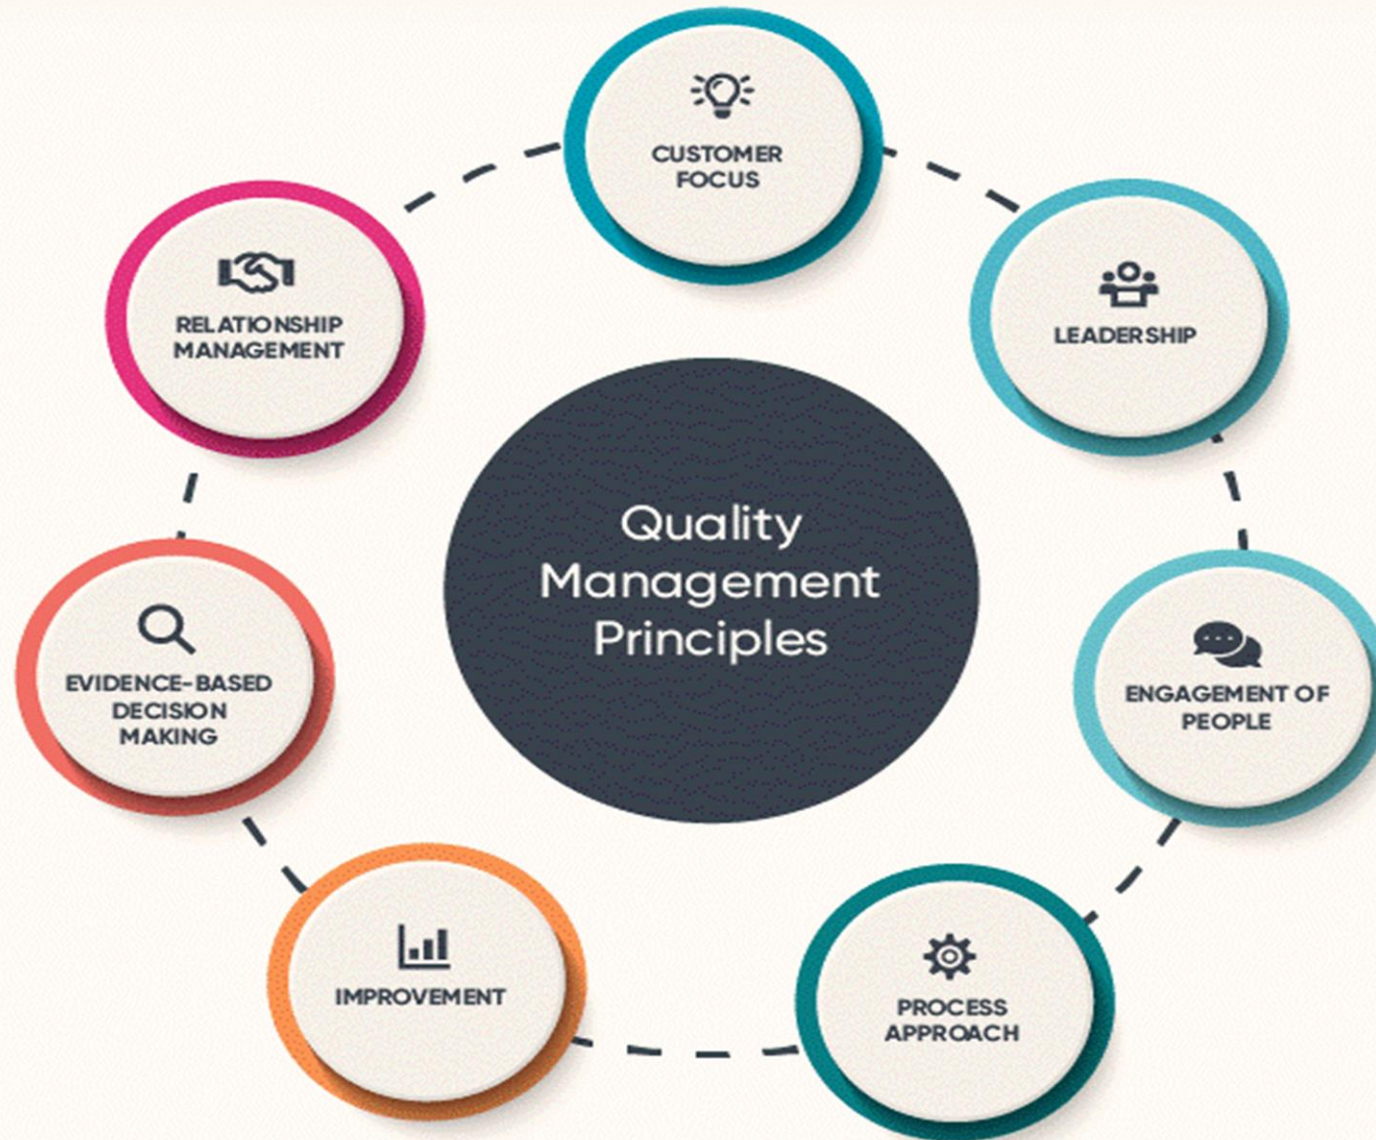 CUSTOMER
FOCUS
LEADERSHIP
ENGAGEMENT OF
PEOPLE
PROCESS
APPROACH
IMPROVEMENT
EVIDENCE-BASED
DECISION
MAKING
RELATIONSHIP
MANAGEMENT
Quality
Management
Principles